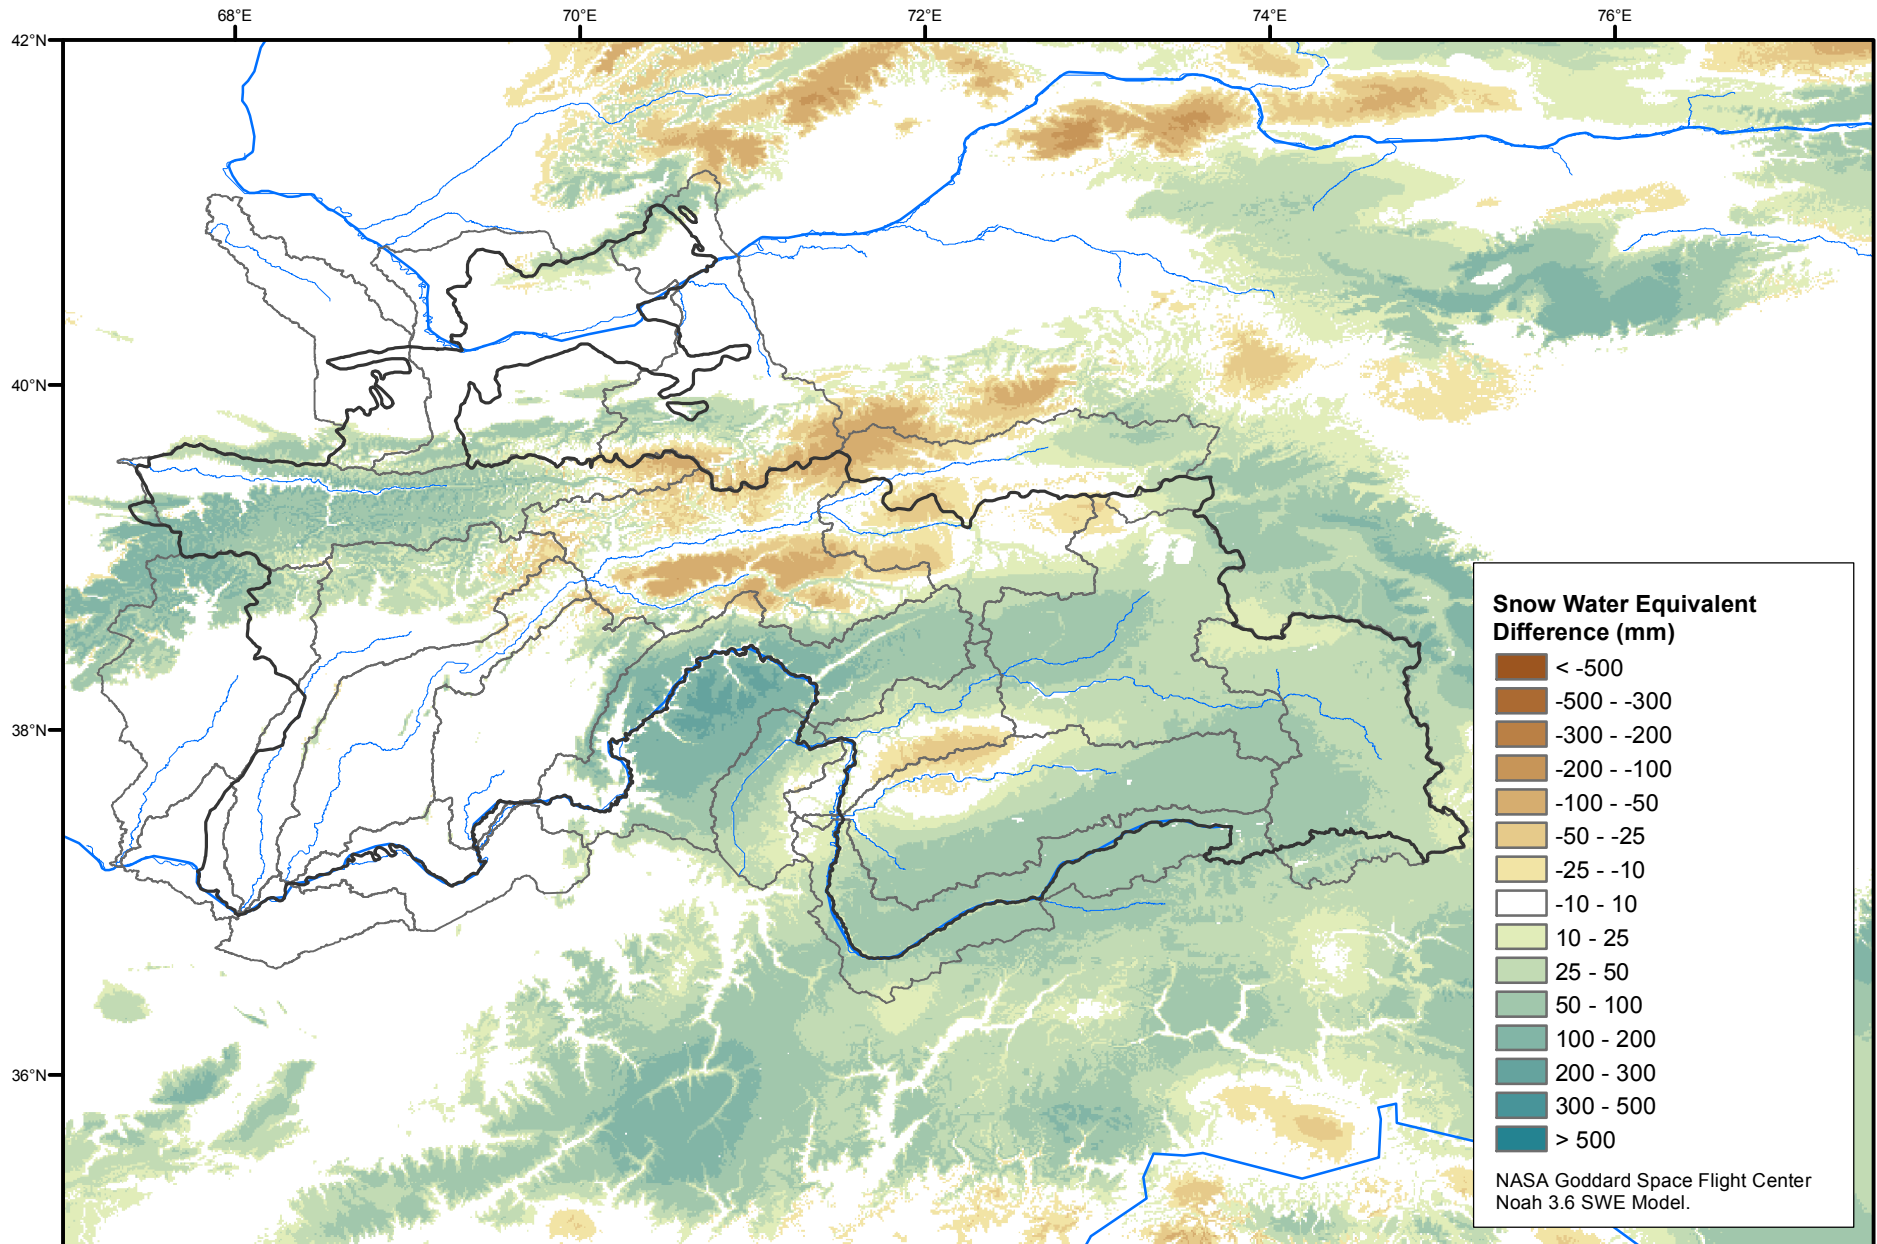 68°E 70°E 72°E 74°E 76°E
42°N
40°N
38°N
36°N
Snow Water Equivalent
Difference (mm)
< -500
-500 - -300
-300 - -200
-200 - -100
-100 - -50
-50 - -25
-25 - -10
-10 - 10
10 - 25
25 - 50
50 - 100
100 - 200
200 - 300
300 - 500
> 500
NASA Goddard Space Flight Center
Noah 3.6 SWE Model.